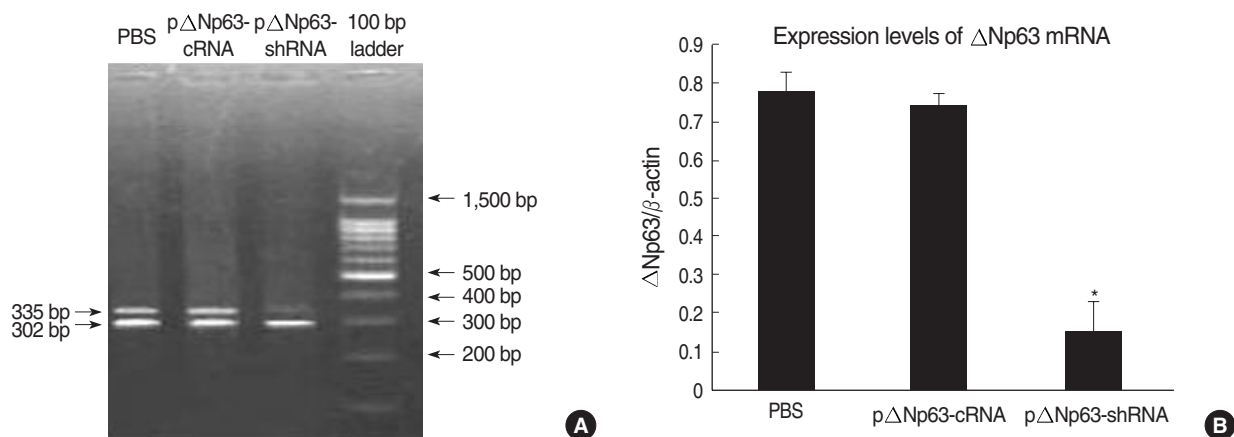 PBS
p△Np63-
cRNA
p△Np63-
shRNA
100 bp
ladder
1,500 bp
500 bp
400 bp
300 bp
200 bp
335 bp
302 bp
A
Expression levels of △Np63 mRNA
△Np63/β-actin
0.9
0.8
0.7
0.6
0.5
0.4
0.3
0.2
0.1
0
*
PBS
p△Np63-cRNA
p△Np63-shRNA
B